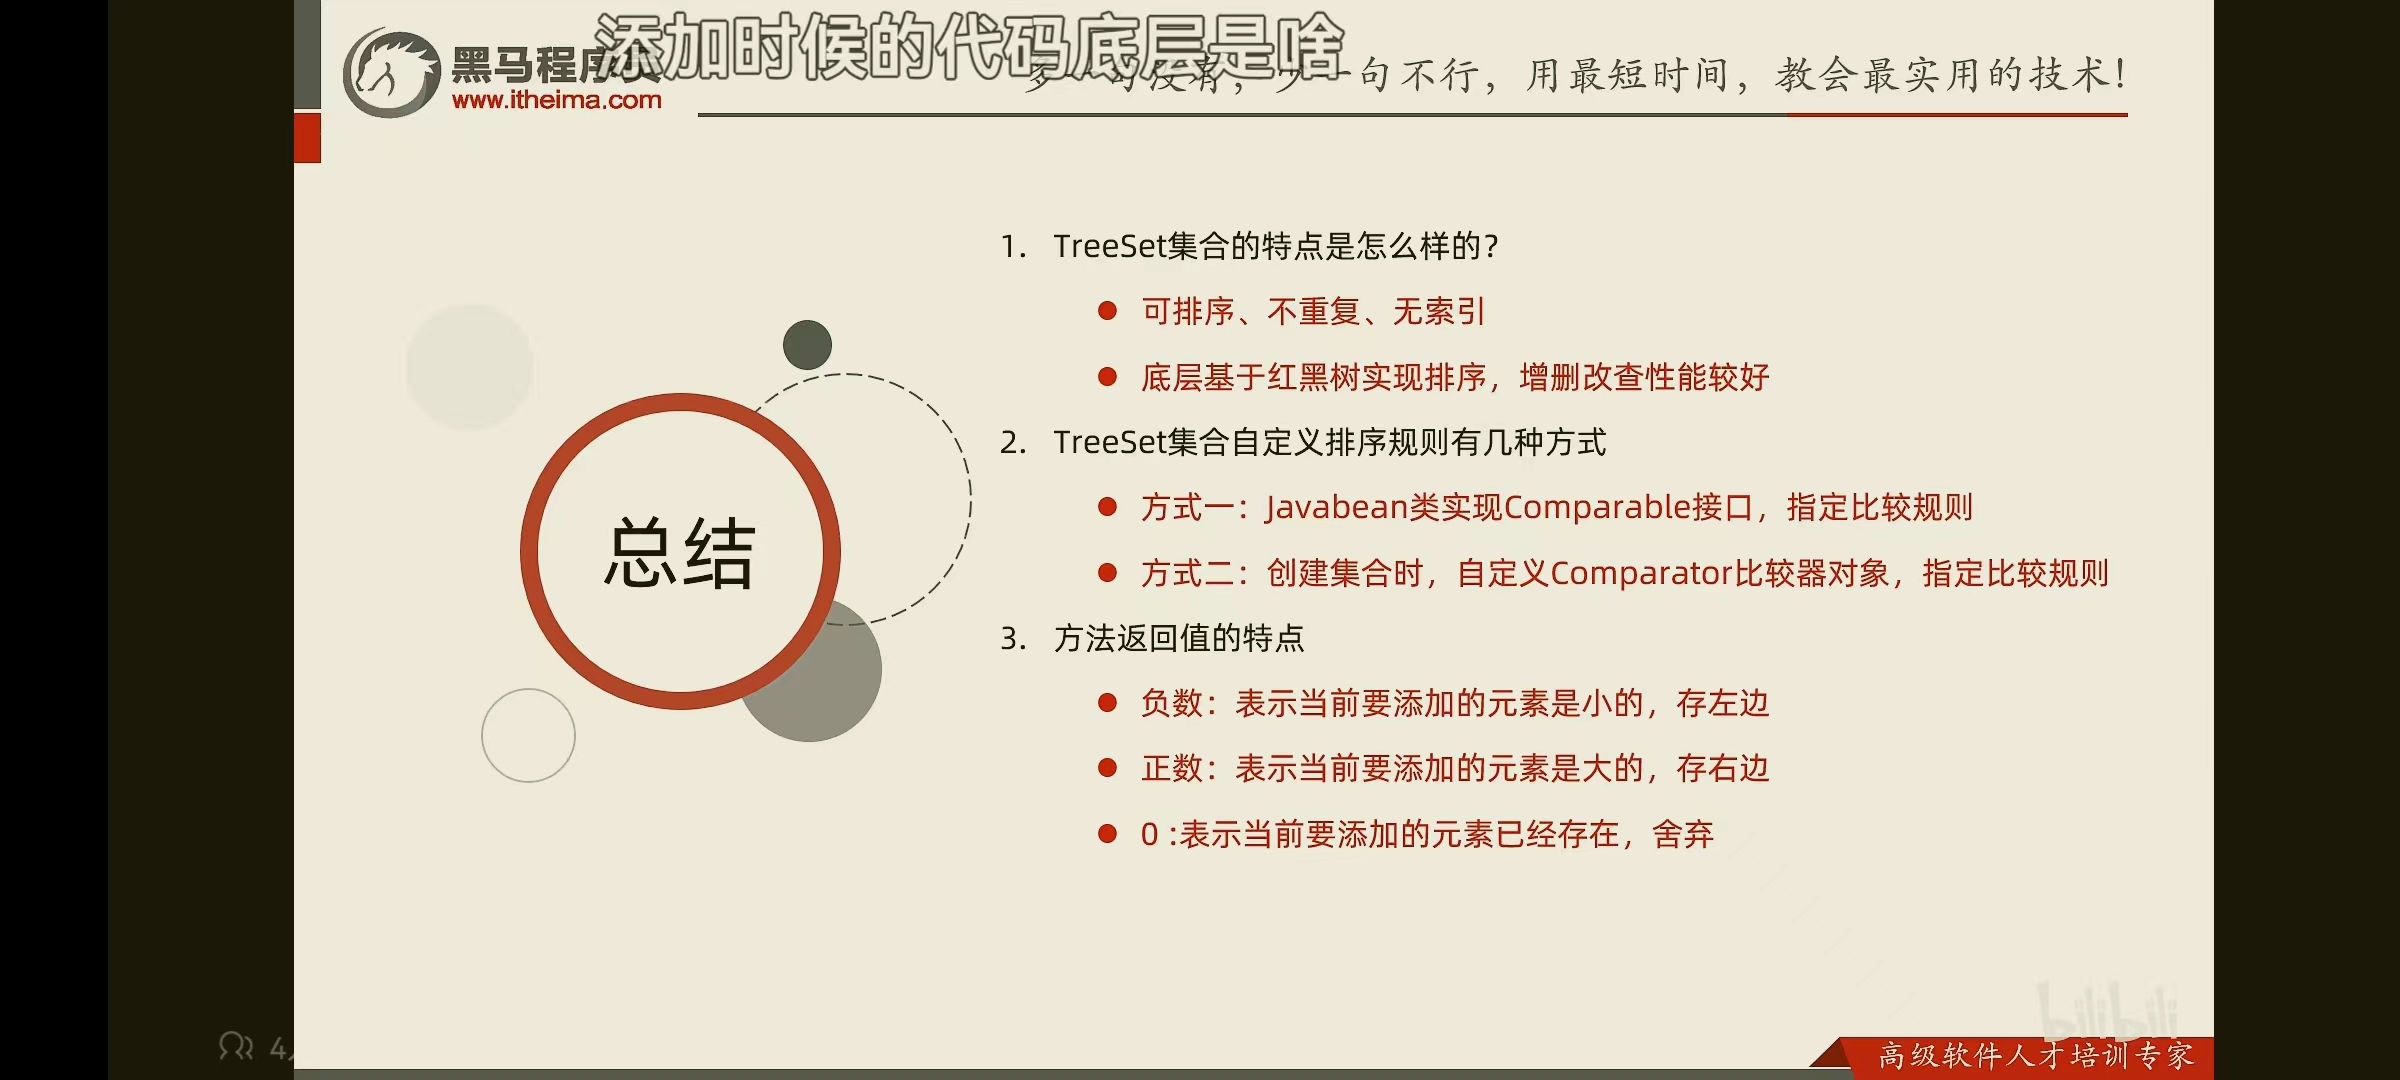 添加时候的代码底层是啥
黑马程序员
www.itheima.com
一句不行，用最短时间，教会最实用的技术！
总结
1. TreeSet集合的特点是怎么样的？
可排序、不重复、无索引
底层基于红黑树实现排序，增删改查性能较好
2. TreeSet集合自定义排序规则有几种方式
方式一：Javabean类实现Comparable接口，指定比较规则
方式二：创建集合时，自定义Comparator比较器对象，指定比较规则
3. 方法返回值的特点
负数：表示当前要添加的元素是小的，存左边
正数：表示当前要添加的元素是大的，存右边
0 :表示当前要添加的元素已经存在，舍弃
bilibili
高级软件人才培训专家
4